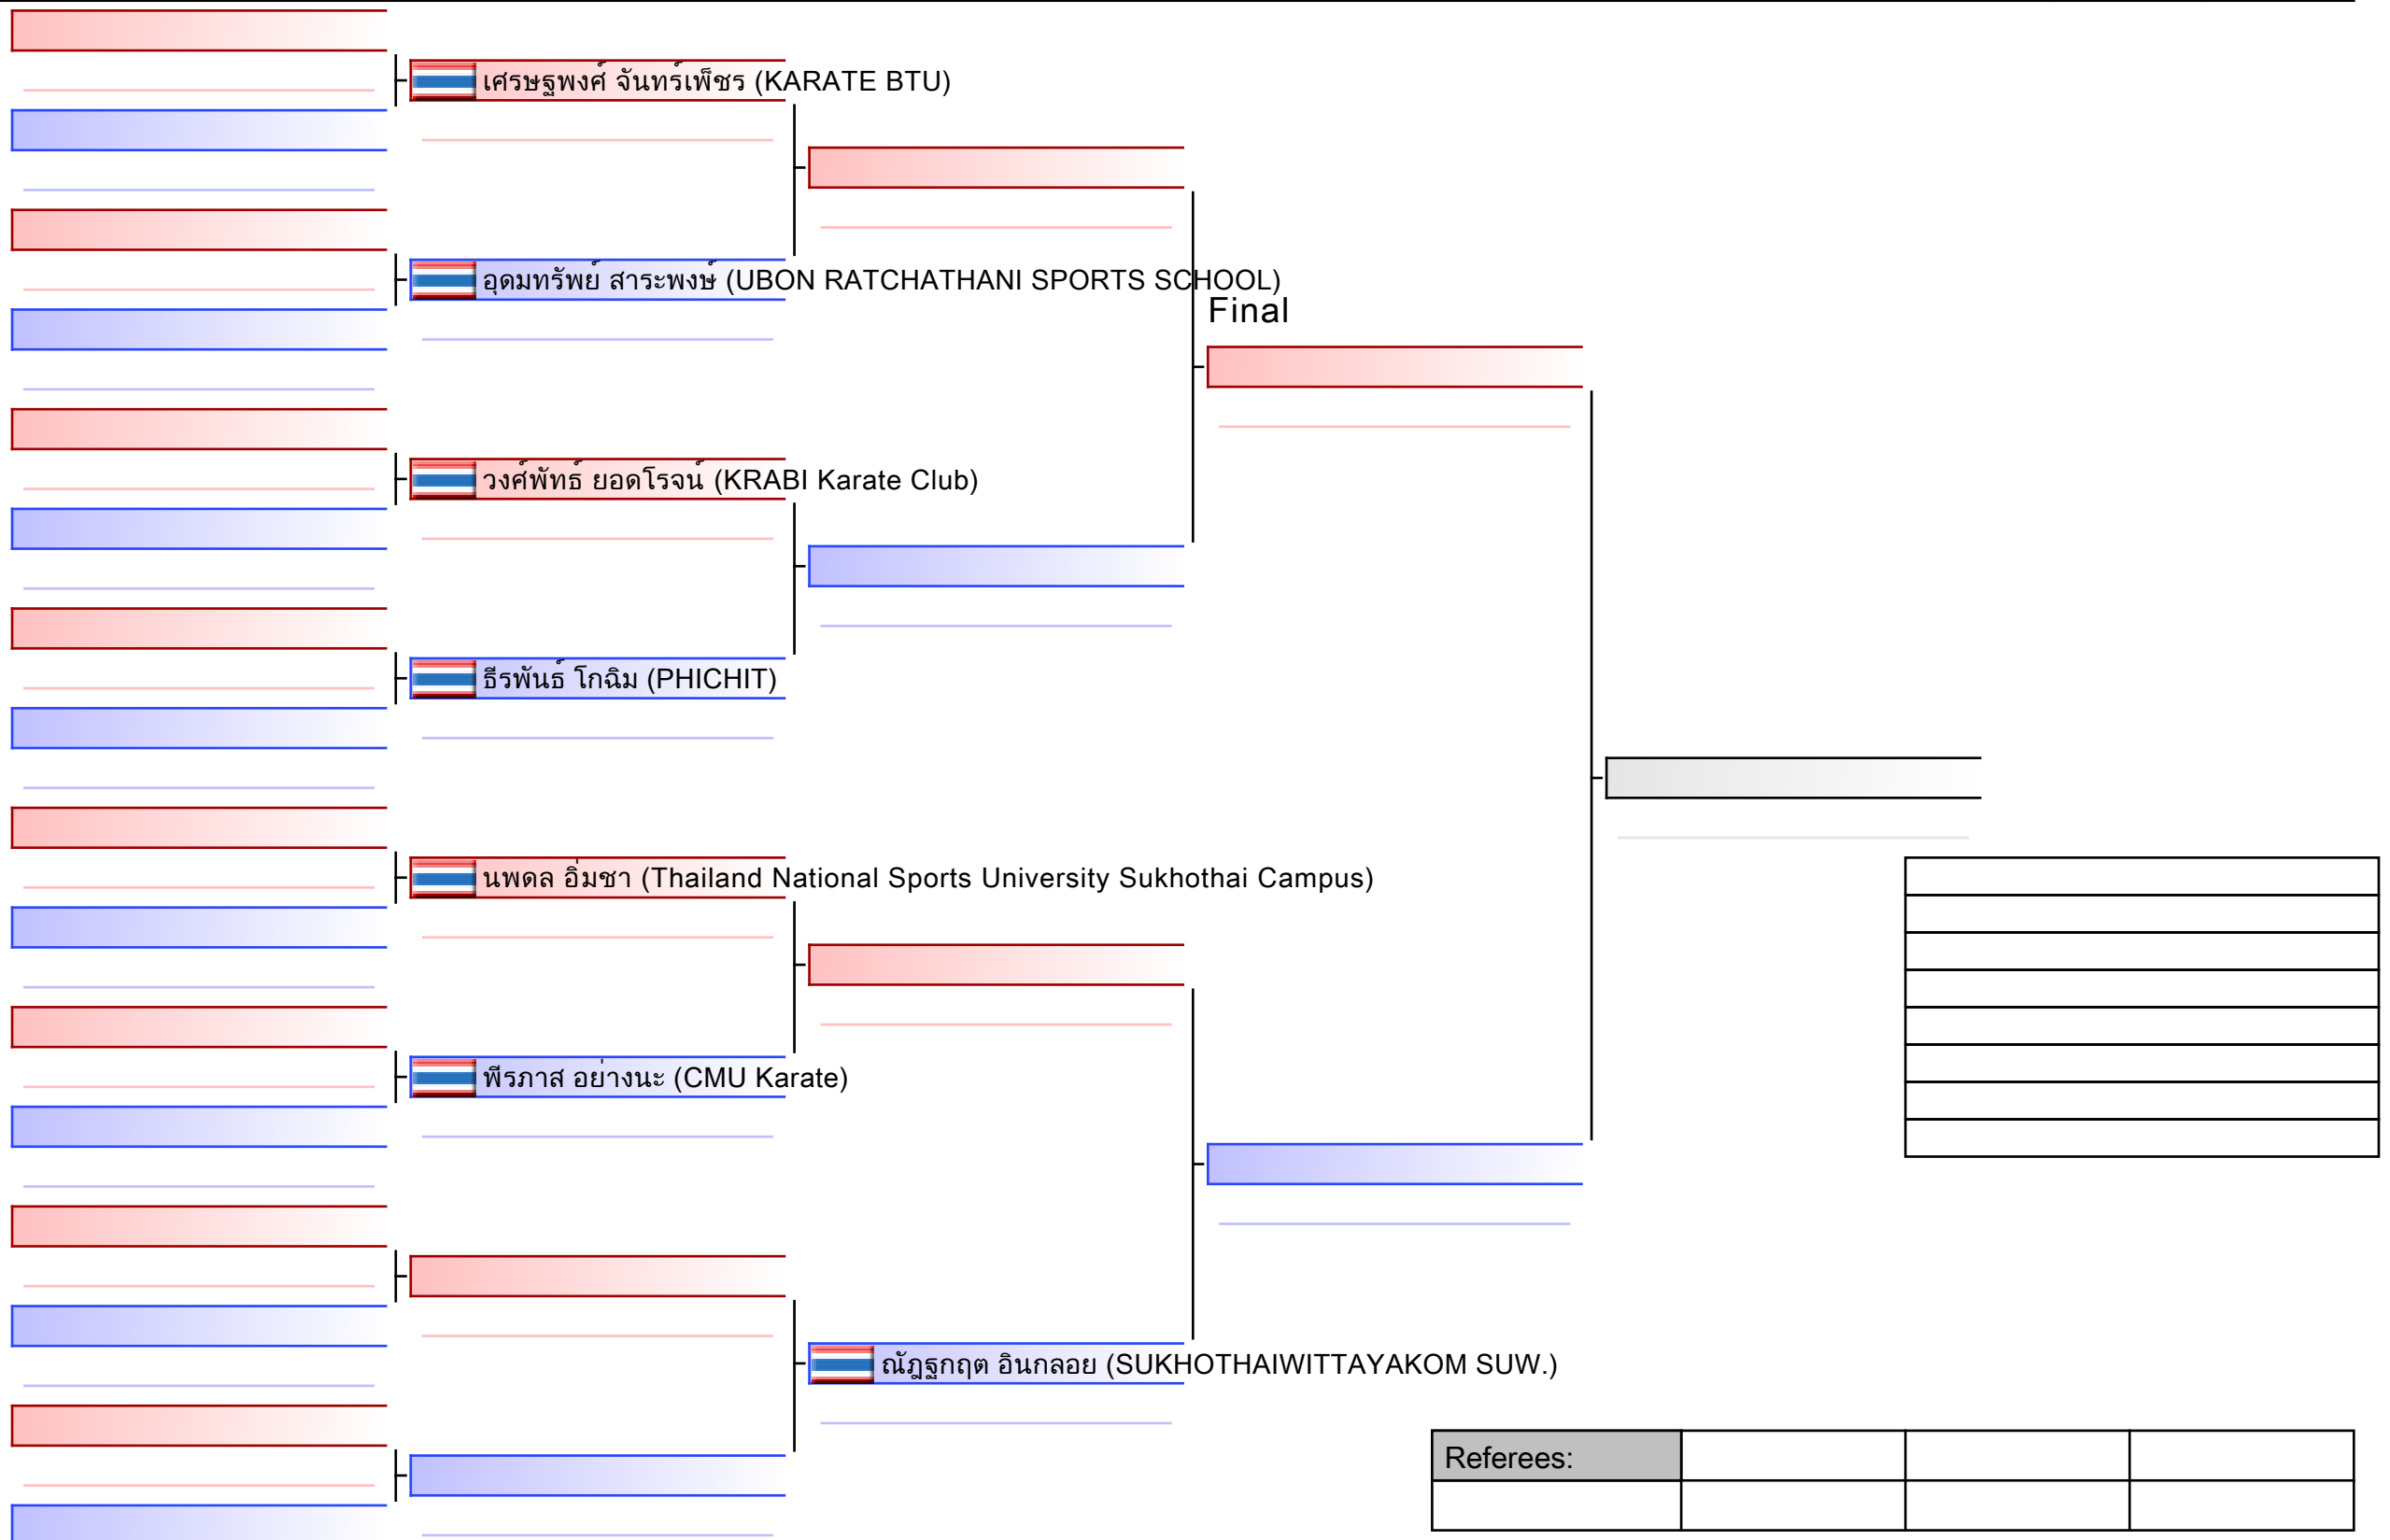 เศรษฐพงศ์ จันทร์เพ็ชร (KARATE BTU)
อุดมทรัพย์ สาระพงษ์ (UBON RATCHATHANI SPORTS SCHOOL)
Final
วงศ์พัทธ์ ยอดโรจน์ (KRABI Karate Club)
ธีรพันธ์ โกฉิม (PHICHIT)
นพดล อิ่มชา (Thailand National Sports University Sukhothai Campus)
พีรภาส อย่างนะ (CMU Karate)
ณัฎฐกฤต อินกลอย (SUKHOTHAIWITTAYAKOM SUW.)
Referees: